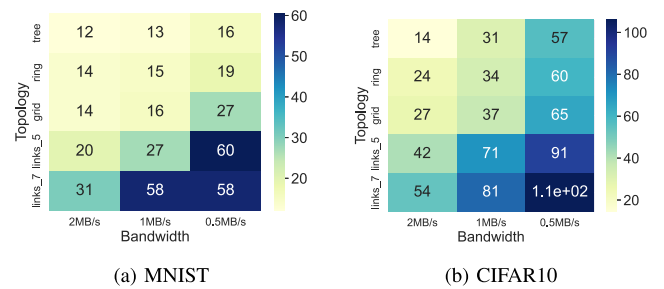 Topology
tree
ring
grid
links_5
links_7
12 13 16
14 15 19
14 16 27
20 27 60
31 58 58
2MB/s 1MB/s 0.5MB/s
Bandwidth
60
50
40
30
20
(a) MNIST
Topology
tree
ring
grid
links_5
links_7
14 31 57
24 34 60
27 37 65
42 71 91
54 81 1.1e+02
2MB/s 1MB/s 0.5MB/s
Bandwidth
100
80
60
40
20
(b) CIFAR10